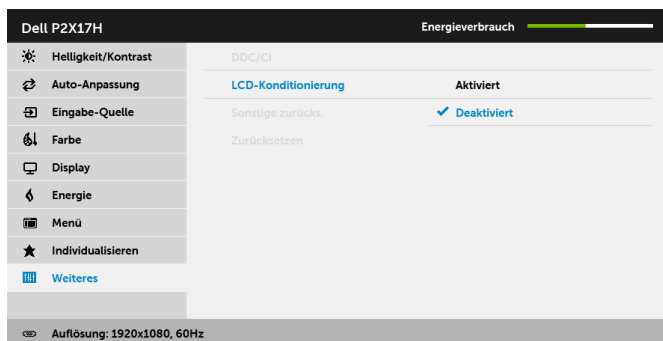 Dell P2X17H
Energieverbrauch
Helligkeit/Kontrast
DDC/CI
Auto-Anpassung
LCD-Konditionierung
Aktiviert
Eingabe-Quelle
Sonstige zurücks.
Deaktiviert
Farbe
Zurücksetzen
Display
Energie
Menü
Individualisieren
Weiteres
Auflösung: 1920x1080, 60Hz